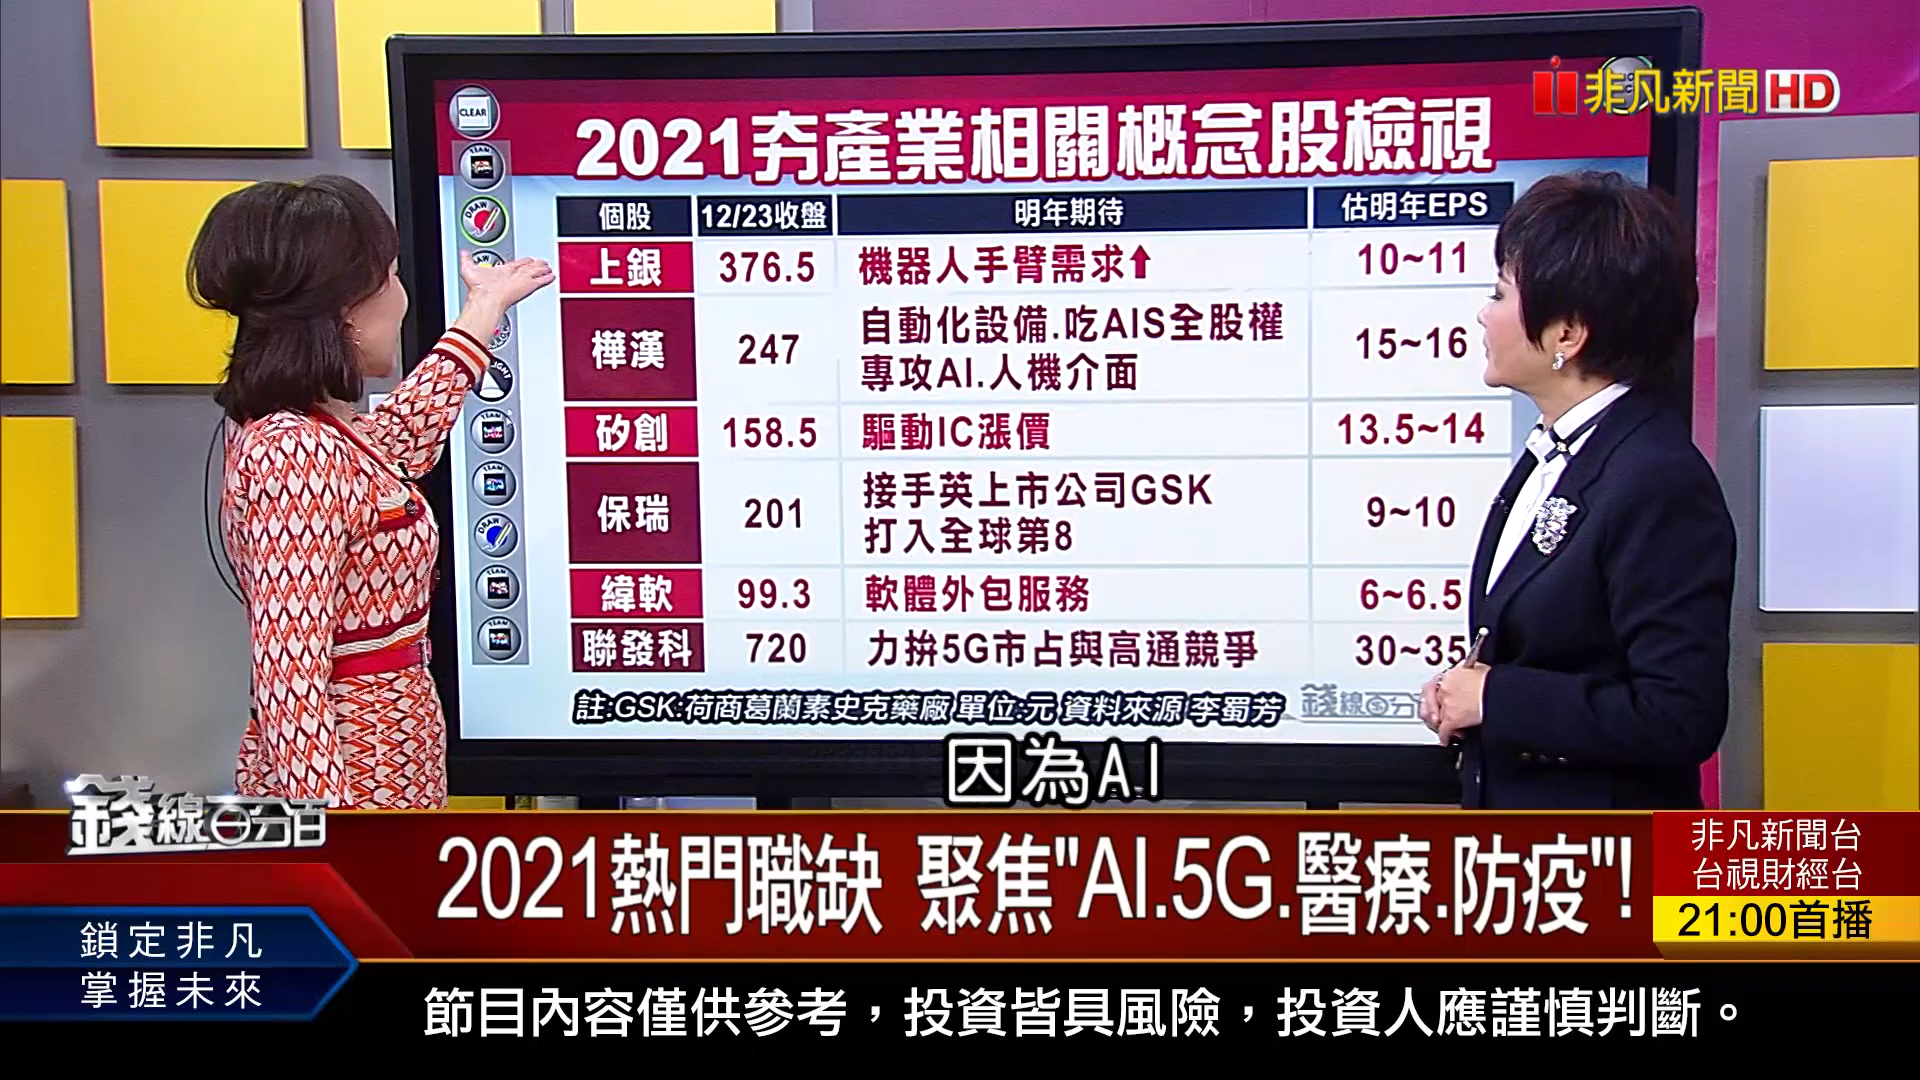 非凡新聞HD
CLEAR
2021夯產業相關概念股檢視
個股 12/23收盤 明年期待 估明年EPS
上銀 376.5 機器人手臂需求⬆ 10~11
樺漢 247 自動化設備.吃AIS全股權
專攻AI.人機介面 15~16
矽創 158.5 驅動IC漲價 13.5~14
保瑞 201 接手英上市公司GSK
打入全球第8 9~10
緯軟 99.3 軟體外包服務 6~6.5
聯發科 720 力拚5G市占與高通競爭 30~35
TEAM
DRAW
TEAM
TEAM
DRAW
TEAM
TEAM
註:GSK:荷商葛蘭素史克藥廠 單位:元 資料來源 李蜀芳
錢線百分
因為AI
錢線百分百
2021熱門職缺 聚焦"AI.5G.醫療.防疫"!
非凡新聞台
台視財經台
21:00首播
鎖定非凡
掌握未來
節目內容僅供參考，投資皆具風險，投資人應謹慎判斷。